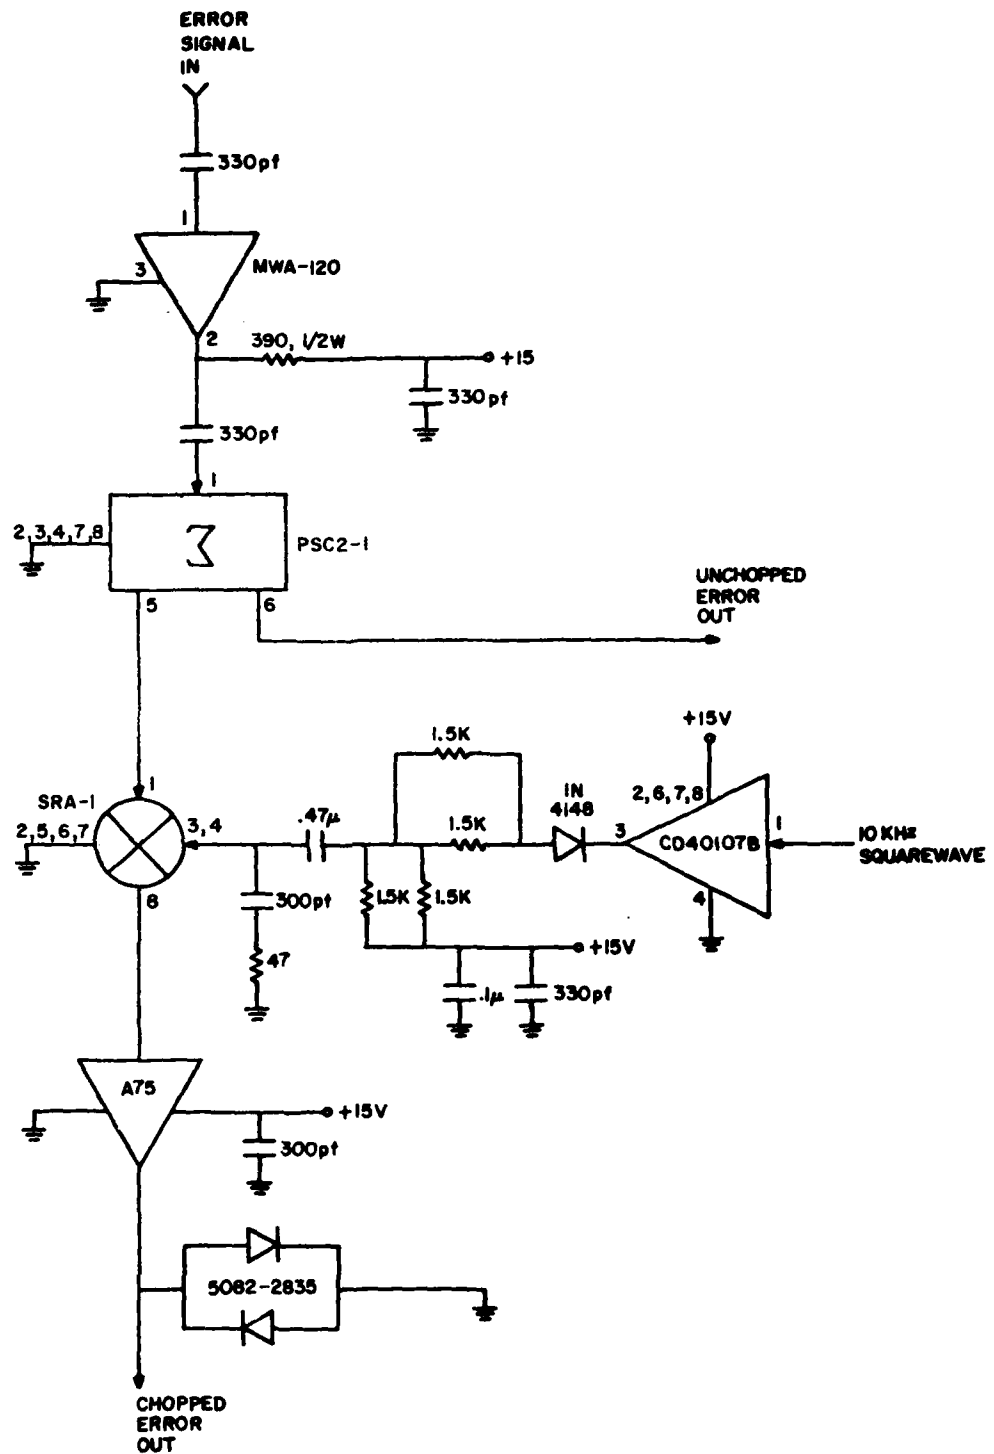 ERROR
SIGNAL
IN
330pf
1
3
MWA-120
2
390, 1/2W
+15
330pf
330pf
1
2,3,4,7,8
Σ
PSC2-1
5
6
UNCHOPPED
ERROR
OUT
+15V
1.5K
1
SRA-1
2,5,6,7
3,4
.47μ
1.5K
IN
4148
3
2,6,7,8
CD40107B
1
10 KHz
SQUAREWAVE
8
300pf
1.5K
1.5K
4
+15V
47
.1μ
330pf
A75
+15V
300pf
5082-2835
CHOPPED
ERROR
OUT